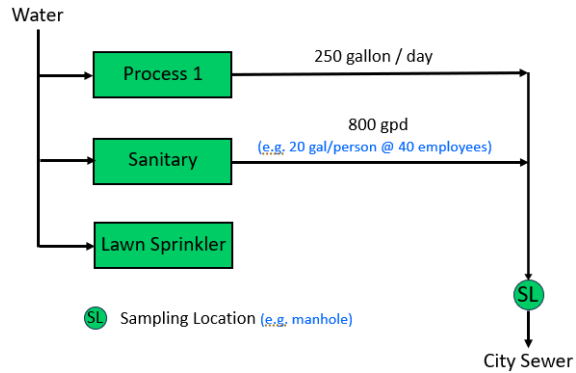 Water
Process 1
250 gallon / day
800 gpd
Sanitary
(e.g. 20 gal/person @ 40 employees)
Lawn Sprinkler
SL
SL Sampling Location (e.g. manhole)
City Sewer